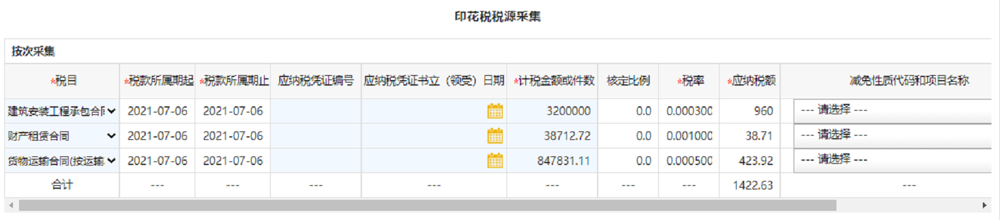 印花税税源采集
按次采集
*税目 *税款所属期起 *税款所属期止 应纳税凭证编号 应纳税凭证书立（领受）日期 *计税金额或件数 核定比例 *税率 *应纳税额 减免性质代码和项目名称
建筑安装工程承包合同 2021-07-06 2021-07-06 3200000 0.0 0.000300 960 --- 请选择 ---
财产租赁合同 2021-07-06 2021-07-06 38712.72 0.0 0.001000 38.71 --- 请选择 ---
货物运输合同(按运输 2021-07-06 2021-07-06 847831.11 0.0 0.000500 423.92 --- 请选择 ---
合计 --- --- --- --- --- --- --- 1422.63 ---